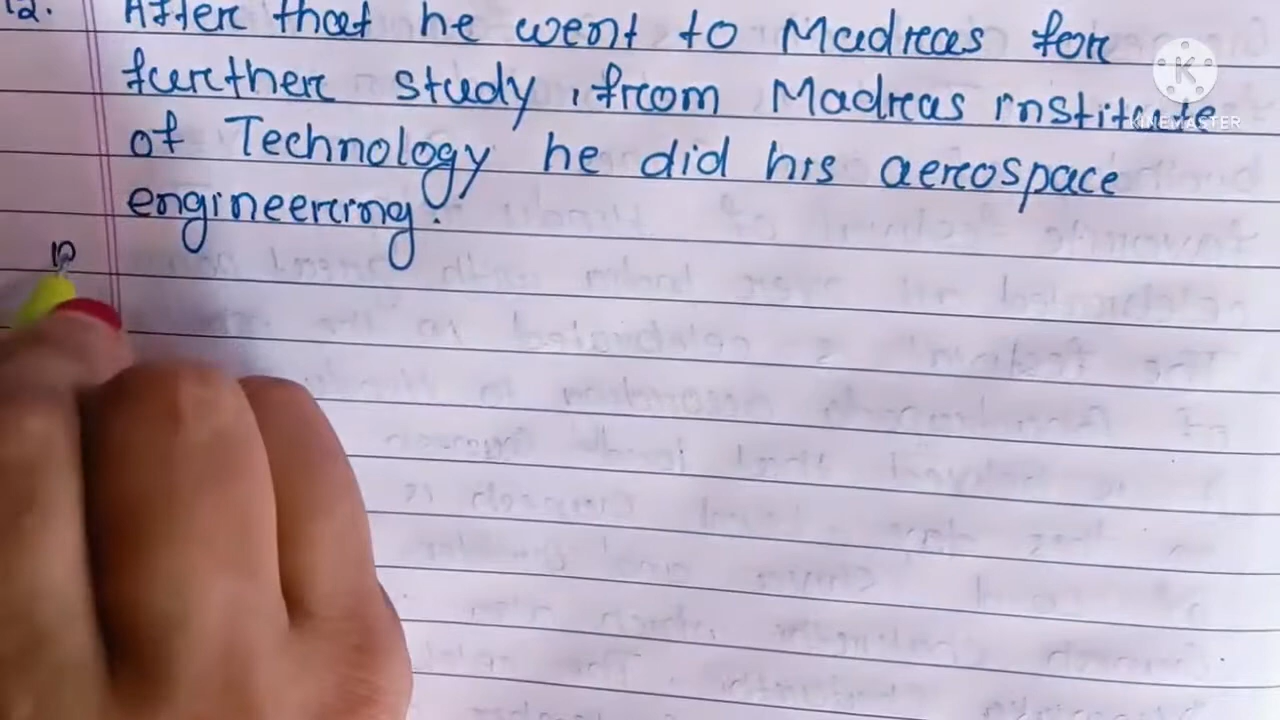 12. After that he went to Madras for
further study, from Madras institute
of Technology he did his aerospace
engineering.
KINEMASTER